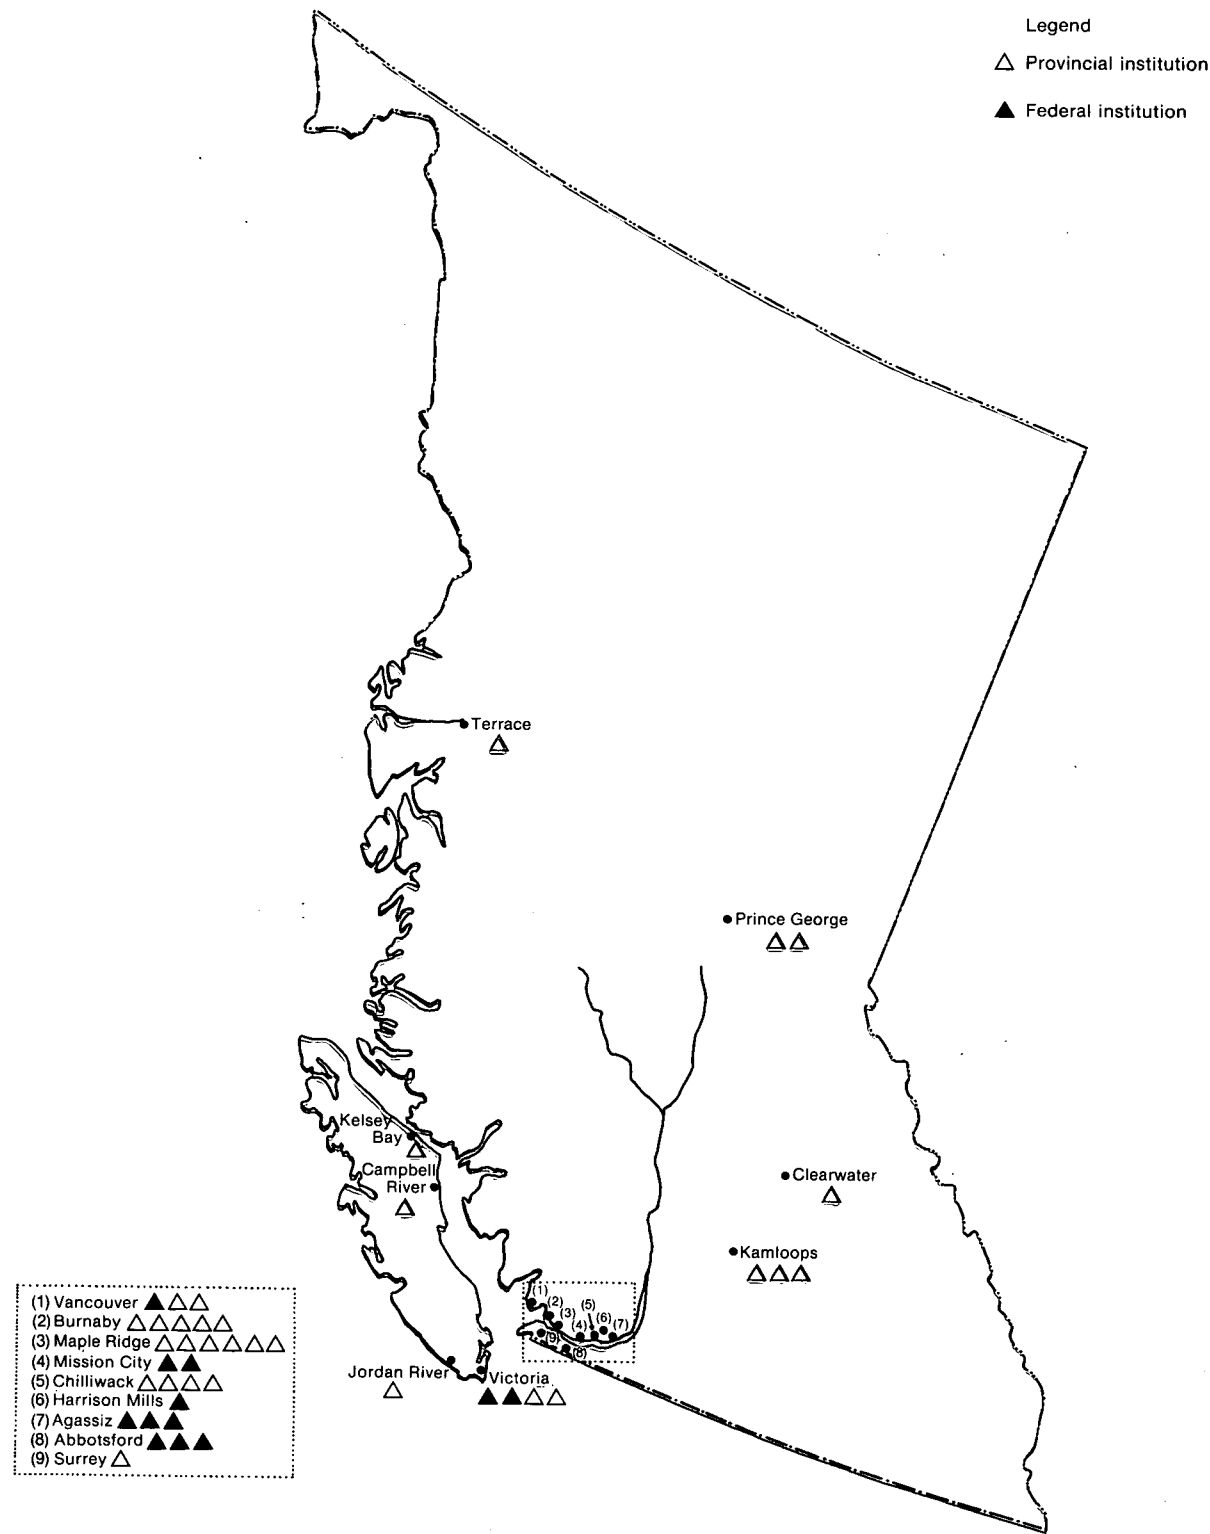 Legend
△ Provincial institution
▲ Federal institution
Terrace
Prince George
Kelsey
Bay
Campbell
River
Clearwater
Kamloops
(1)
(2)
(3)
(5)
(4)
(6)
(7)
(9)
(8)
Jordan River
Victoria
(1) Vancouver ▲△△
(2) Burnaby △△△△△
(3) Maple Ridge △△△△△△
(4) Mission City ▲▲
(5) Chilliwack △△△△
(6) Harrison Mills ▲
(7) Agassiz ▲▲▲
(8) Abbotsford ▲▲▲
(9) Surrey △